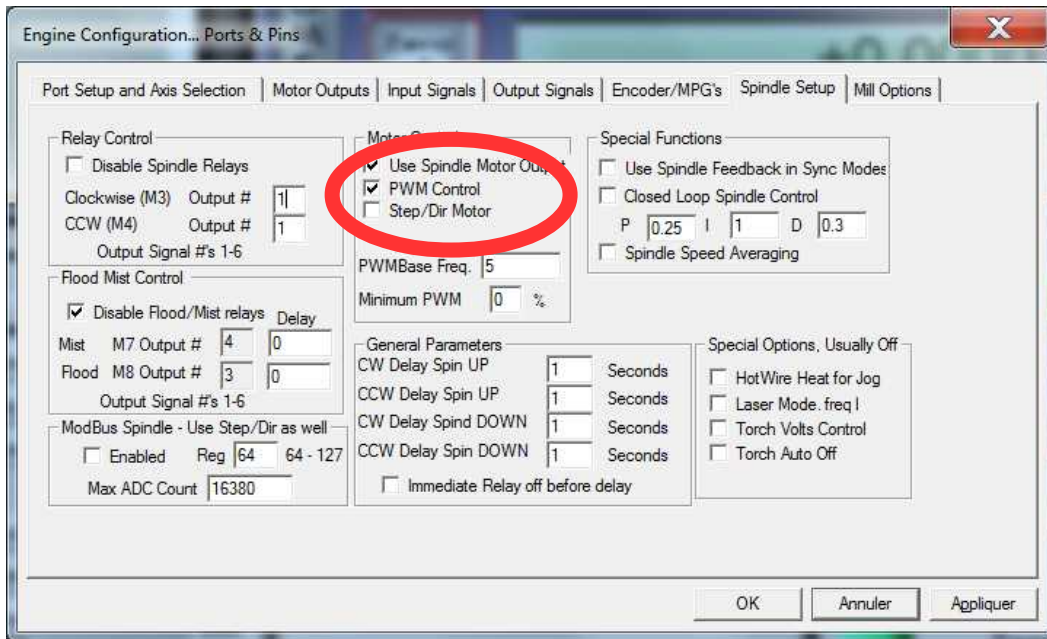 Engine Configuration... Ports & Pins
Port Setup and Axis Selection
Motor Outputs
Input Signals
Output Signals
Encoder/MPG's
Spindle Setup
Mill Options
Relay Control
Disable Spindle Relays
Clockwise (M3) Output # 1
CCW (M4) Output # 1
Output Signal #'s 1-6
Flood Mist Control
Disable Flood/Mist relays Delay
Mist M7 Output # 4 0
Flood M8 Output # 3 0
Output Signal #'s 1-6
ModBus Spindle - Use Step/Dir as well
Enabled Reg 64 64 - 127
Max ADC Count 16380
Use Spindle Motor Output
PWM Control
Step/Dir Motor
PWMBase Freq. 5
Minimum PWM 0 %
General Parameters
CW Delay Spin UP 1 Seconds
CCW Delay Spin UP 1 Seconds
CW Delay Spind DOWN 1 Seconds
CCW Delay Spin DOWN 1 Seconds
Immediate Relay off before delay
Special Functions
Use Spindle Feedback in Sync Modes
Closed Loop Spindle Control
P 0.25 I 1 D 0.3
Spindle Speed Averaging
Special Options, Usually Off
HotWire Heat for Jog
Laser Mode. freq
Torch Volts Control
Torch Auto Off
OK
Annuler
Appliquer